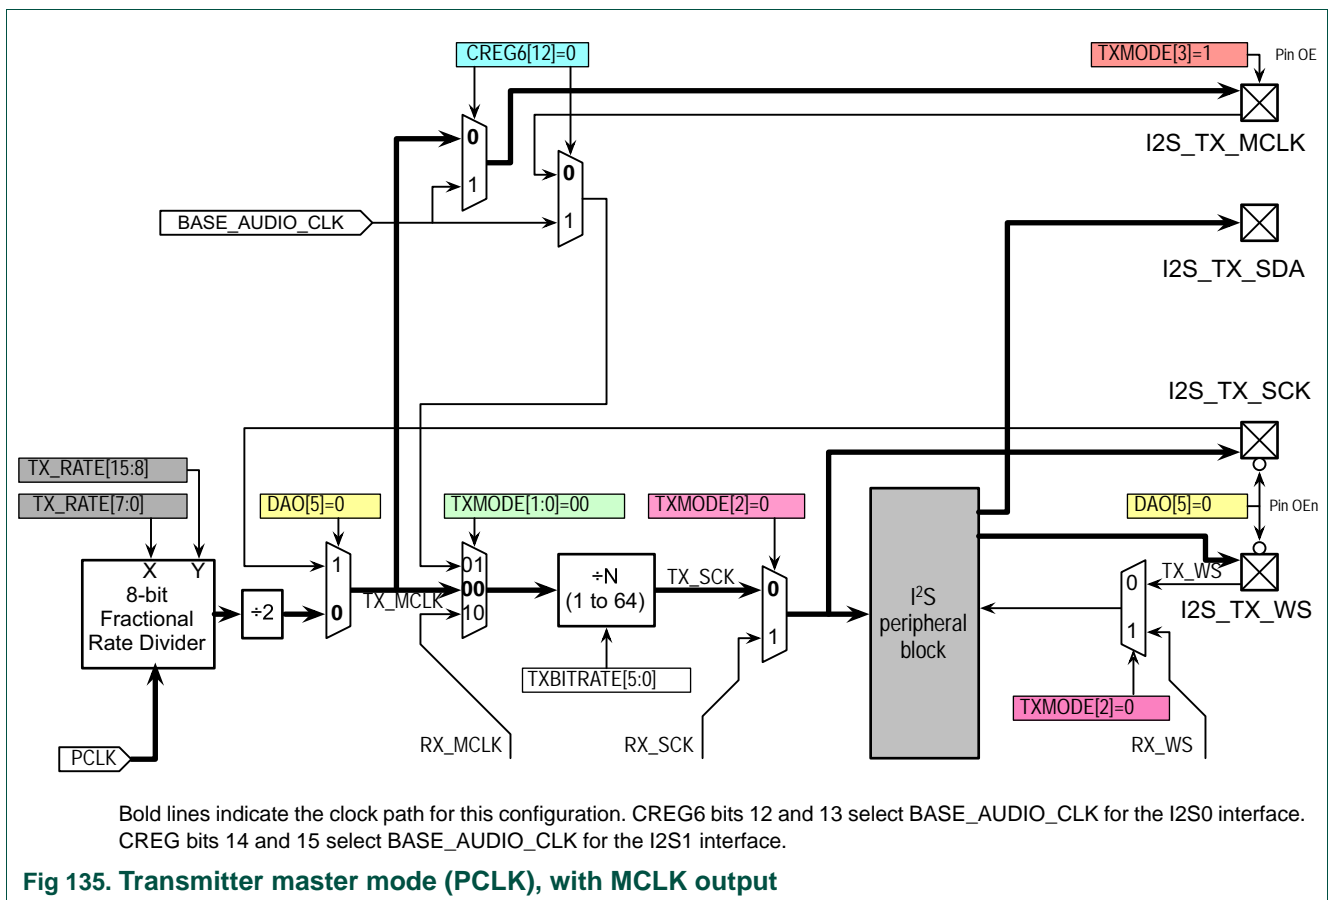 CREG6[12]=0
TXMODE[3]=1
Pin OE
0
I2S_TX_MCLK
0
1
BASE_AUDIO_CLK
1
I2S_TX_SDA
I2S_TX_SCK
TX_RATE[15:8]
TX_RATE[7:0]
DAO[5]=0
TXMODE[1:0]=00
TXMODE[2]=0
DAO[5]=0
Pin OEn
X Y
8-bit
Fractional
Rate Divider
÷2
1
0
TX_MCLK
01
00
10
÷N
(1 to 64)
TX_SCK
0
1
I²S
peripheral
block
0
1
TX_WS
I2S_TX_WS
TXBITRATE[5:0]
TXMODE[2]=0
PCLK
RX_MCLK
RX_SCK
RX_WS
Bold lines indicate the clock path for this configuration. CREG6 bits 12 and 13 select BASE_AUDIO_CLK for the I2S0 interface.
CREG bits 14 and 15 select BASE_AUDIO_CLK for the I2S1 interface.
Fig 135. Transmitter master mode (PCLK), with MCLK output